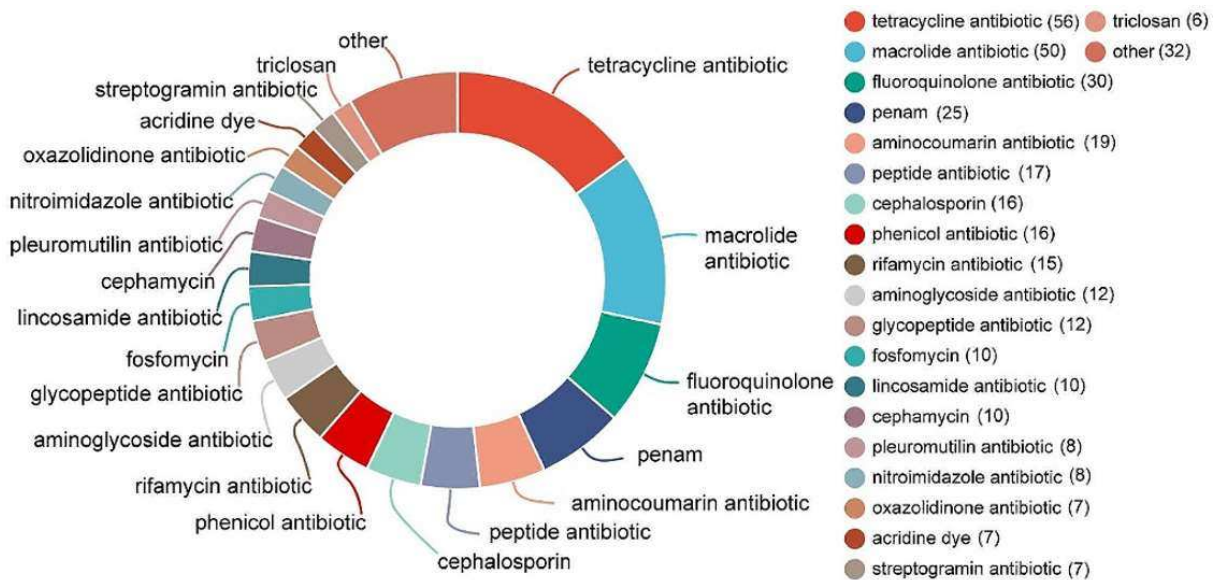 other
triclosan
streptogramin antibiotic
acridine dye
oxazolidinone antibiotic
nitroimidazole antibiotic
pleuromutilin antibiotic
cephamycin
lincosamide antibiotic
fosfomycin
glycopeptide antibiotic
aminoglycoside antibiotic
rifamycin antibiotic
phenicol antibiotic
cephalosporin
peptide antibiotic
aminocoumarin antibiotic
penam
fluoroquinolone
antibiotic
macrolide
antibiotic
tetracycline antibiotic
tetracycline antibiotic (56)
macrolide antibiotic (50)
fluoroquinolone antibiotic (30)
penam (25)
aminocoumarin antibiotic (19)
peptide antibiotic (17)
cephalosporin (16)
phenicol antibiotic (16)
rifamycin antibiotic (15)
aminoglycoside antibiotic (12)
glycopeptide antibiotic (12)
fosfomycin (10)
lincosamide antibiotic (10)
cephamycin (10)
pleuromutilin antibiotic (8)
nitroimidazole antibiotic (8)
oxazolidinone antibiotic (7)
acridine dye (7)
streptogramin antibiotic (7)
triclosan (6)
other (32)